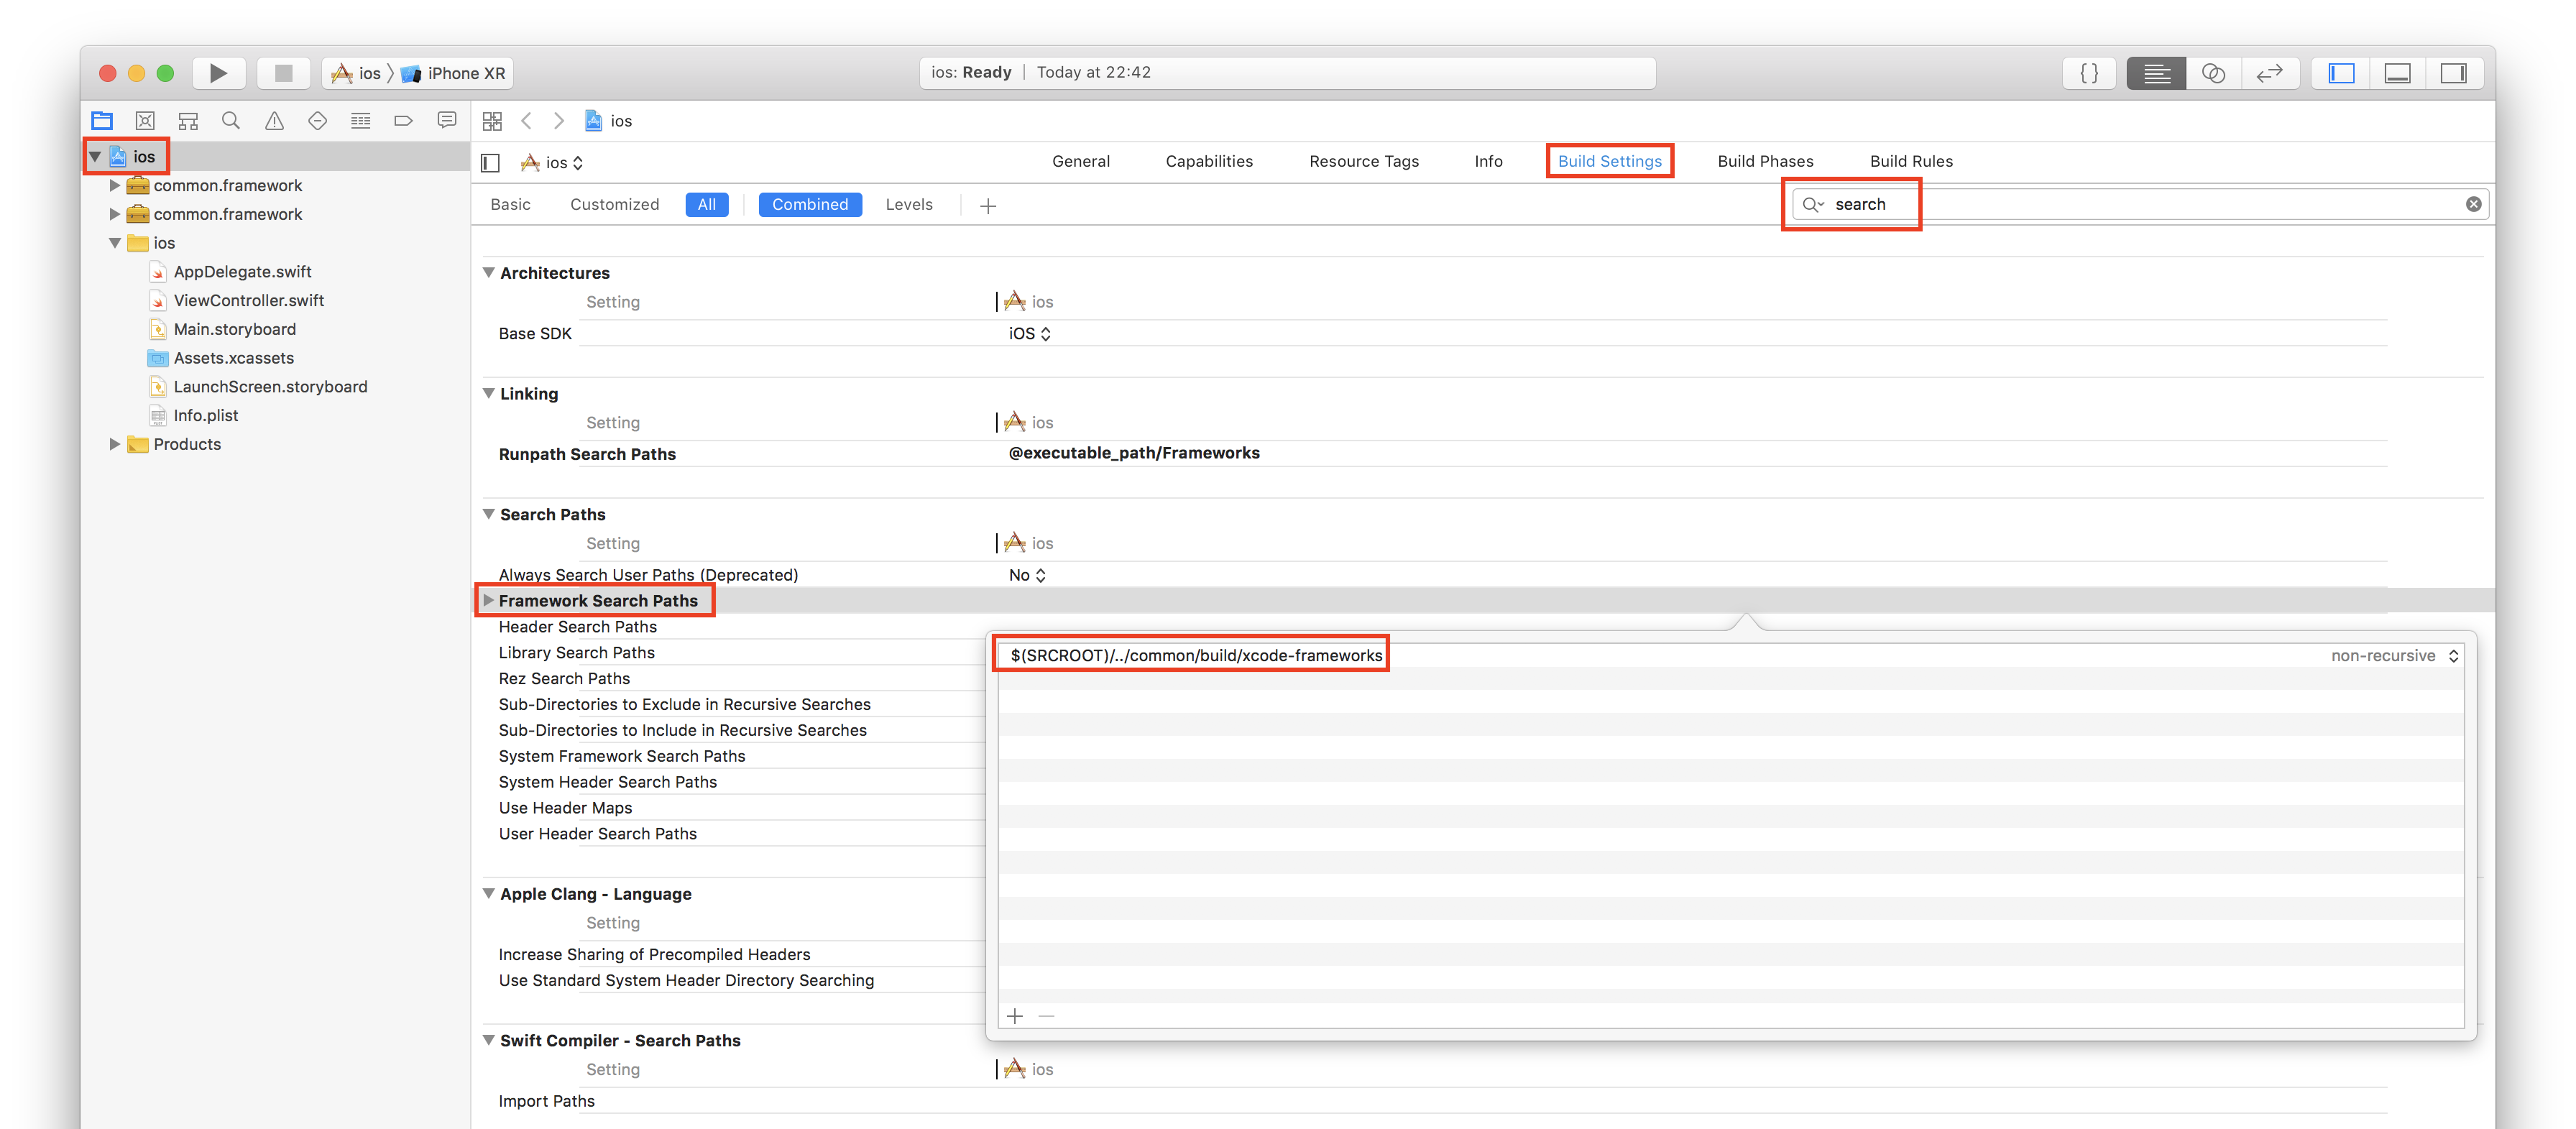 ios iPhone XR
ios: Ready | Today at 22:42
ios
common.framework
common.framework
ios
AppDelegate.swift
ViewController.swift
Main.storyboard
Assets.xcassets
LaunchScreen.storyboard
Info.plist
Products
ios
ios General Capabilities Resource Tags Info Build Settings Build Phases Build Rules
Basic Customized All Combined Levels + search
Architectures
Setting ios
Base SDK iOS
Linking
Setting ios
Runpath Search Paths @executable_path/Frameworks
Search Paths
Setting ios
Always Search User Paths (Deprecated) No
Framework Search Paths
Header Search Paths
Library Search Paths
Rez Search Paths
Sub-Directories to Exclude in Recursive Searches
Sub-Directories to Include in Recursive Searches
System Framework Search Paths
System Header Search Paths
Use Header Maps
User Header Search Paths
$(SRCROOT)/../common/build/xcode-frameworks non-recursive
Apple Clang - Language
Setting
Increase Sharing of Precompiled Headers
Use Standard System Header Directory Searching
Swift Compiler - Search Paths
Setting ios
Import Paths